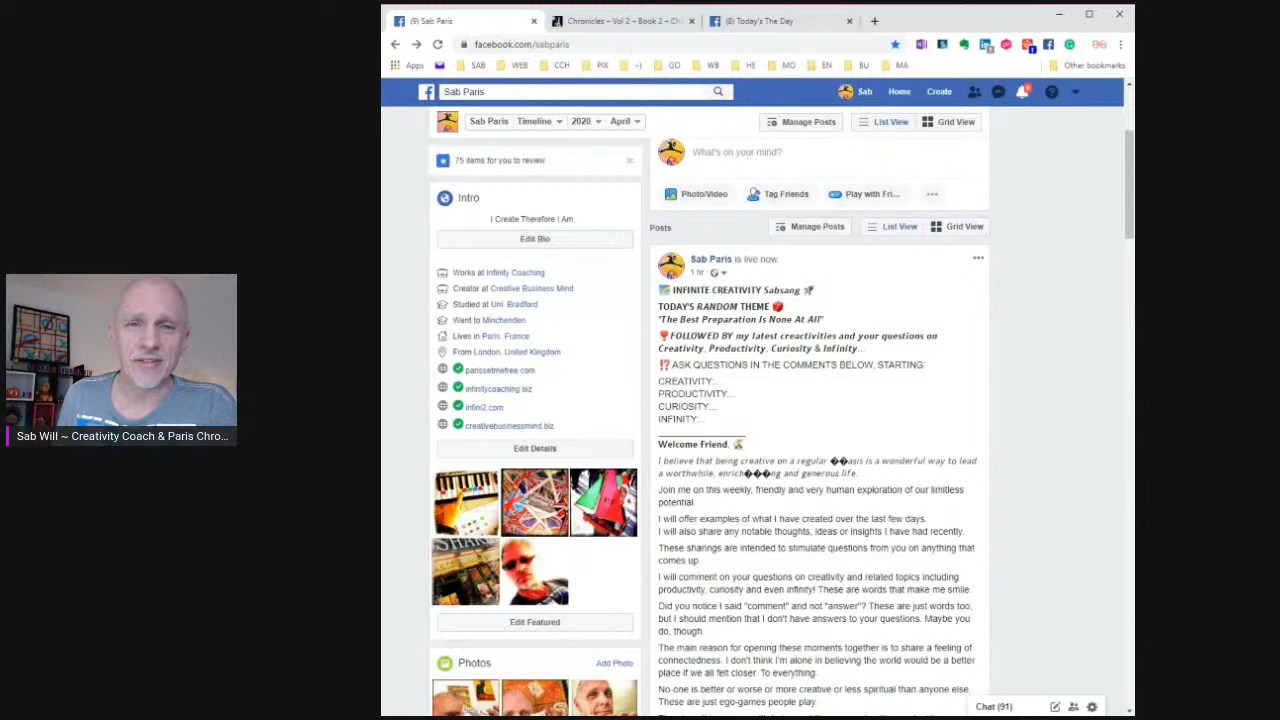 (9) Sab Paris
Chronicles – Vol 2 – Book 2 – Ch
(8) Today's The Day
facebook.com/sabparis
Apps SAB WEB CCH PIX :-) GO WB HE MO EN BU MA Other bookmarks
Sab Paris
Sab Home Create
Sab Paris Timeline 2020 April
Manage Posts List View Grid View
75 items for you to review
What's on your mind?
Photo/Video Tag Friends Play with Fri...
Intro
I Create Therefore I Am.
Edit Bio
Works at Infinity Coaching
Creator at Creative Business Mind
Studied at Uni. Bradford
Went to Minchenden
Lives in Paris, France
From London, United Kingdom
parissetmefree.com
infinitycoaching.biz
infini2.com
creativebusinessmind.biz
Edit Details
Edit Featured
Photos Add Photo
Posts Manage Posts List View Grid View
Sab Paris is live now.
1 hr
INFINITE CREATIVITY Sabsang
TODAY'S RANDOM THEME
"The Best Preparation Is None At All"
FOLLOWED BY my latest creactivities and your questions on
Creativity, Productivity, Curiosity & Infinity...
⁉ASK QUESTIONS IN THE COMMENTS BELOW, STARTING:
CREATIVITY:...
PRODUCTIVITY:...
CURIOSITY:...
INFINITY:...
Welcome Friend.
I believe that being creative on a regular ��asis is a wonderful way to lead
a worthwhile, enrich���ng and generous life.
Join me on this weekly, friendly and very human exploration of our limitless
potential.
I will offer examples of what I have created over the last few days.
I will also share any notable thoughts, ideas or insights I have had recently.
These sharings are intended to stimulate questions from you on anything that
comes up.
I will comment on your questions on creativity and related topics including
productivity, curiosity and even infinity! These are words that make me smile.
Did you notice I said "comment" and not "answer"? These are just words too,
but I should mention that I don't have answers to your questions. Maybe you
do, though.
The main reason for opening these moments together is to share a feeling of
connectedness. I don't think I'm alone in believing the world would be a better
place if we all felt closer. To everything.
No-one is better or worse or more creative or less spiritual than anyone else.
These are just ego-games people play.
Chat (91)
Sab Will ~ Creativity Coach & Paris Chro...